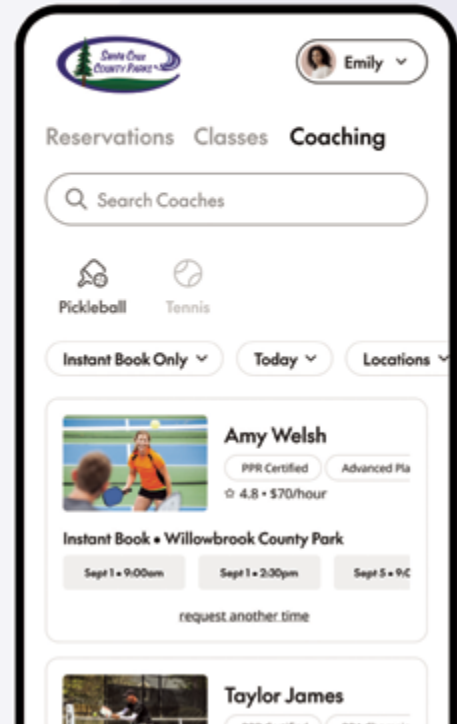 Santa Cruz
COUNTY PARKS
Emily
Reservations Classes Coaching
Search Coaches
Pickleball Tennis
Instant Book Only Today Locations
Amy Welsh
PPR Certified Advanced Pla
4.8 • $70/hour
Instant Book • Willowbrook County Park
Sept 1 • 9:00am Sept 1 • 2:30pm Sept 5 • 9:0
request another time
Taylor James